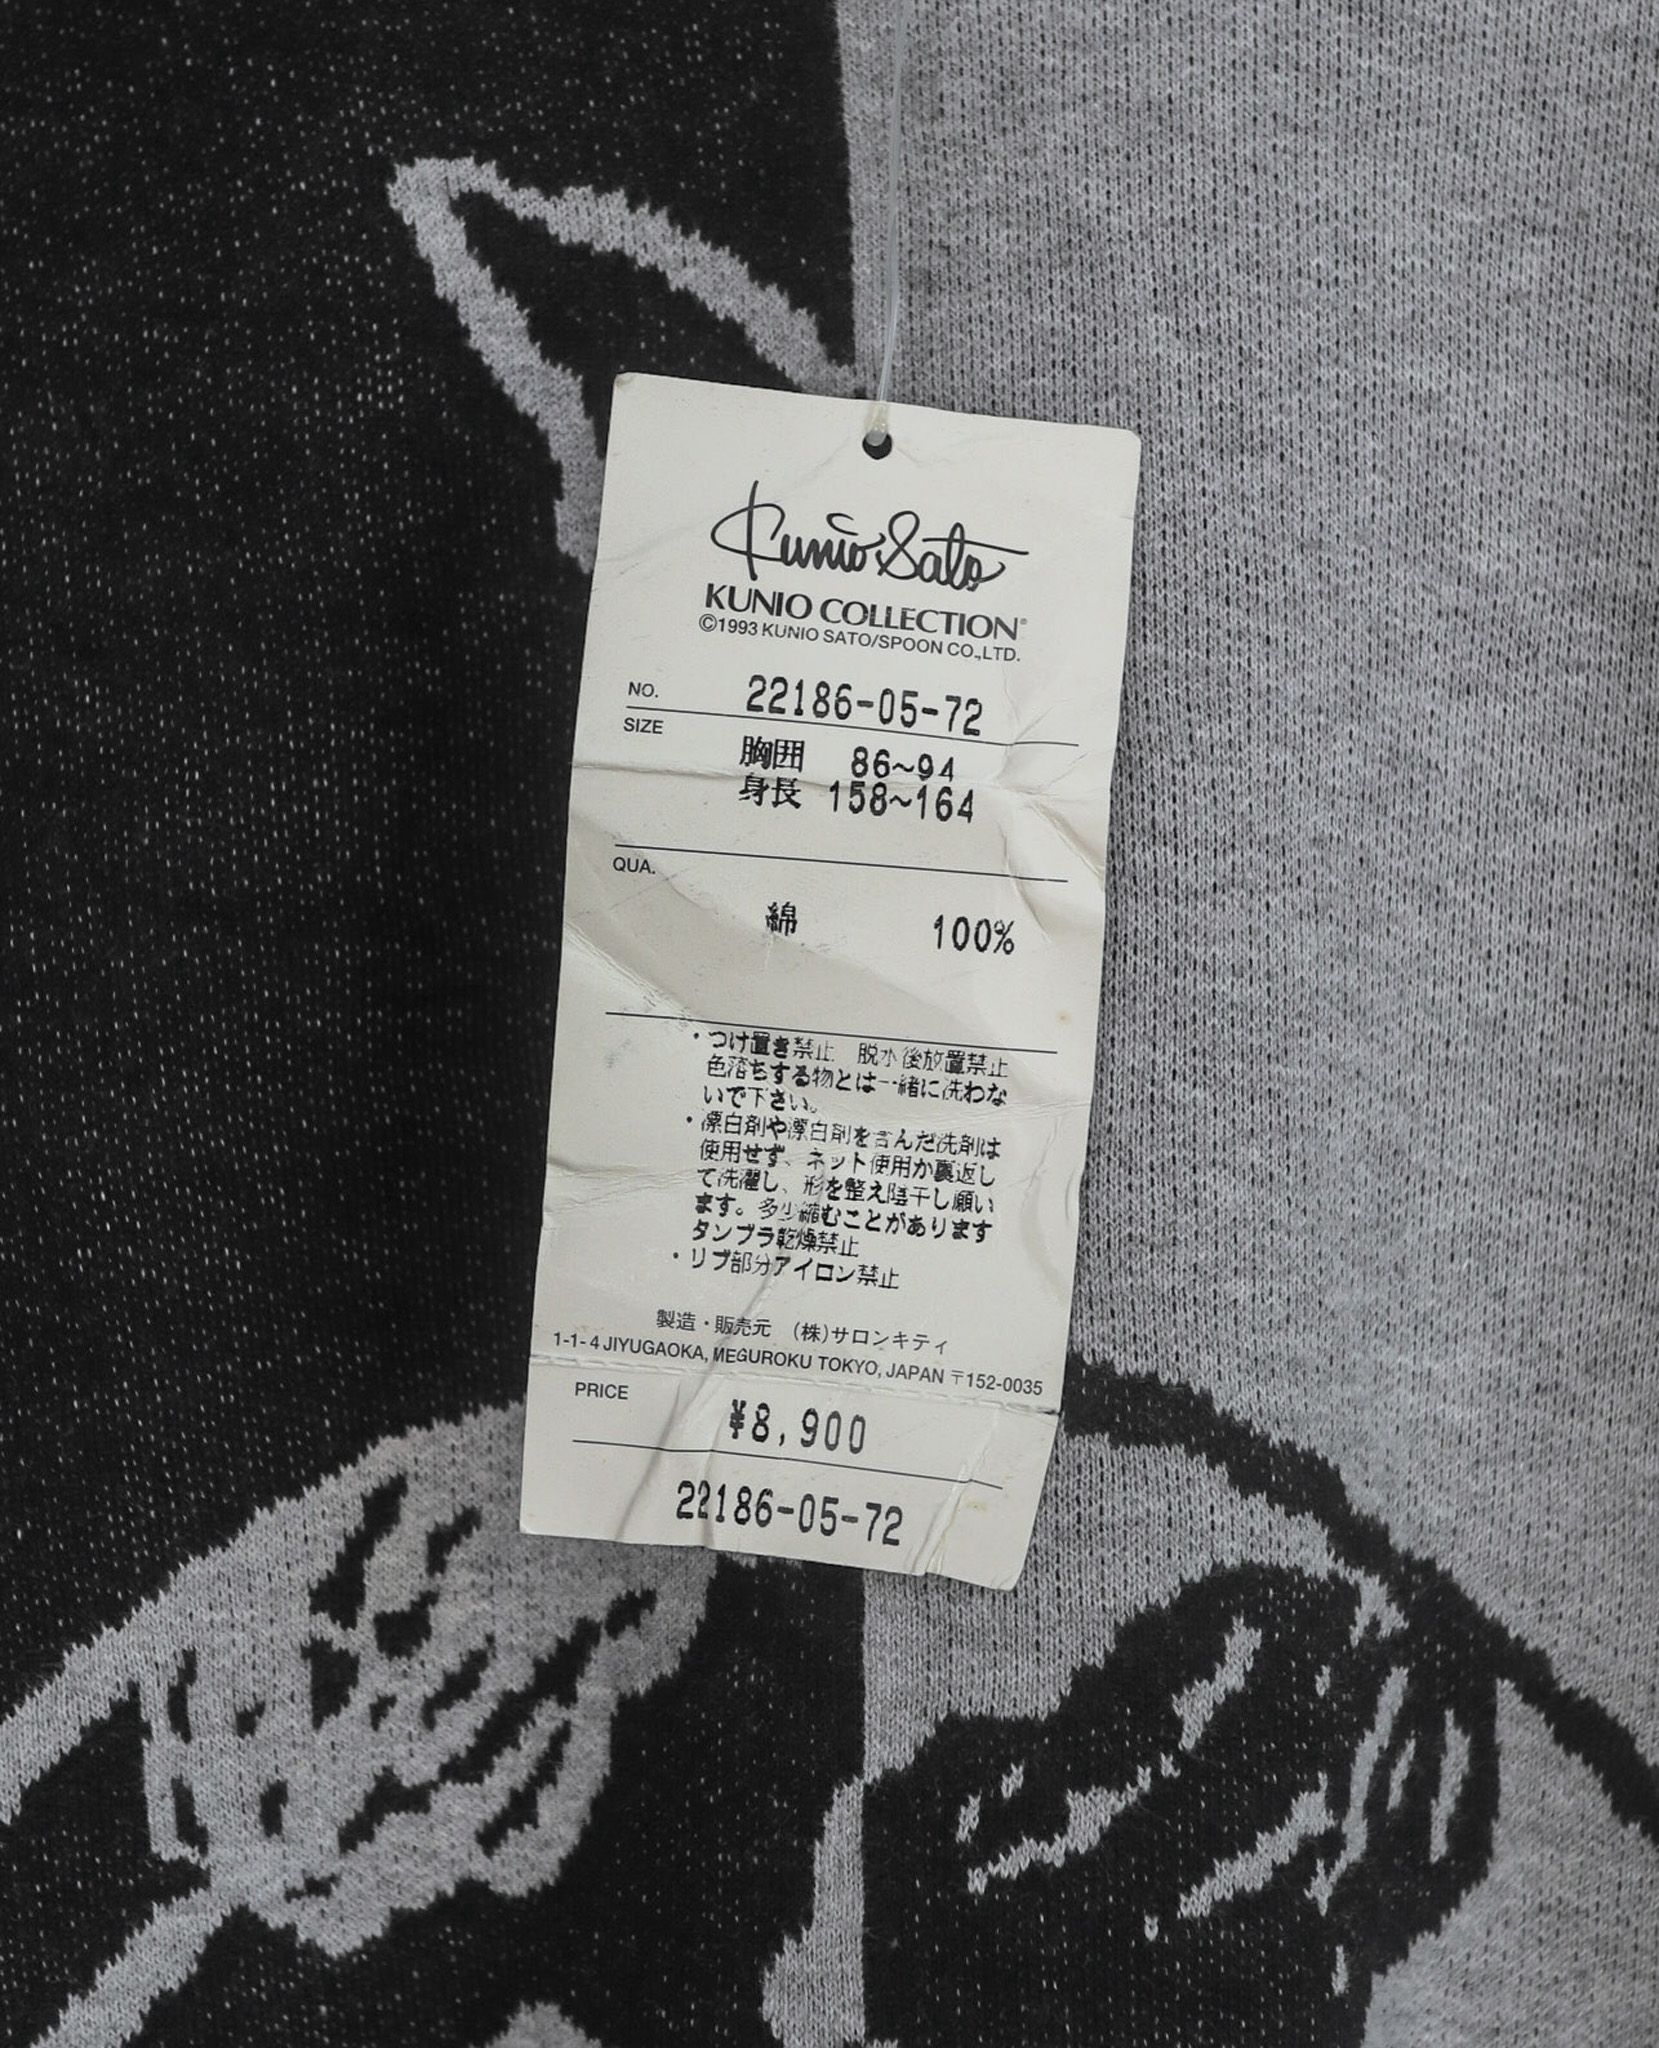 Kunio Sato
KUNIO COLLECTION®
©1993 KUNIO SATO/SPOON CO.,LTD.
NO. 22186-05-72
SIZE
胸囲 86~94
身長 158~164
QUA.
綿 100%
・つけ置き禁止 脱水後放置禁止
色落ちする物とは一緒に洗わな
いで下さい。
・漂白剤や漂白剤を含んだ洗剤は
使用せず、ネット使用か裏返し
て洗濯し、形を整え陰干し願い
ます。多少縮むことがあります
タンブラ乾燥禁止
・リブ部分アイロン禁止
製造・販売元 (株)サロンキティ
1-1-4 JIYUGAOKA, MEGUROKU TOKYO, JAPAN 〒152-0035
PRICE
¥8,900
22186-05-72